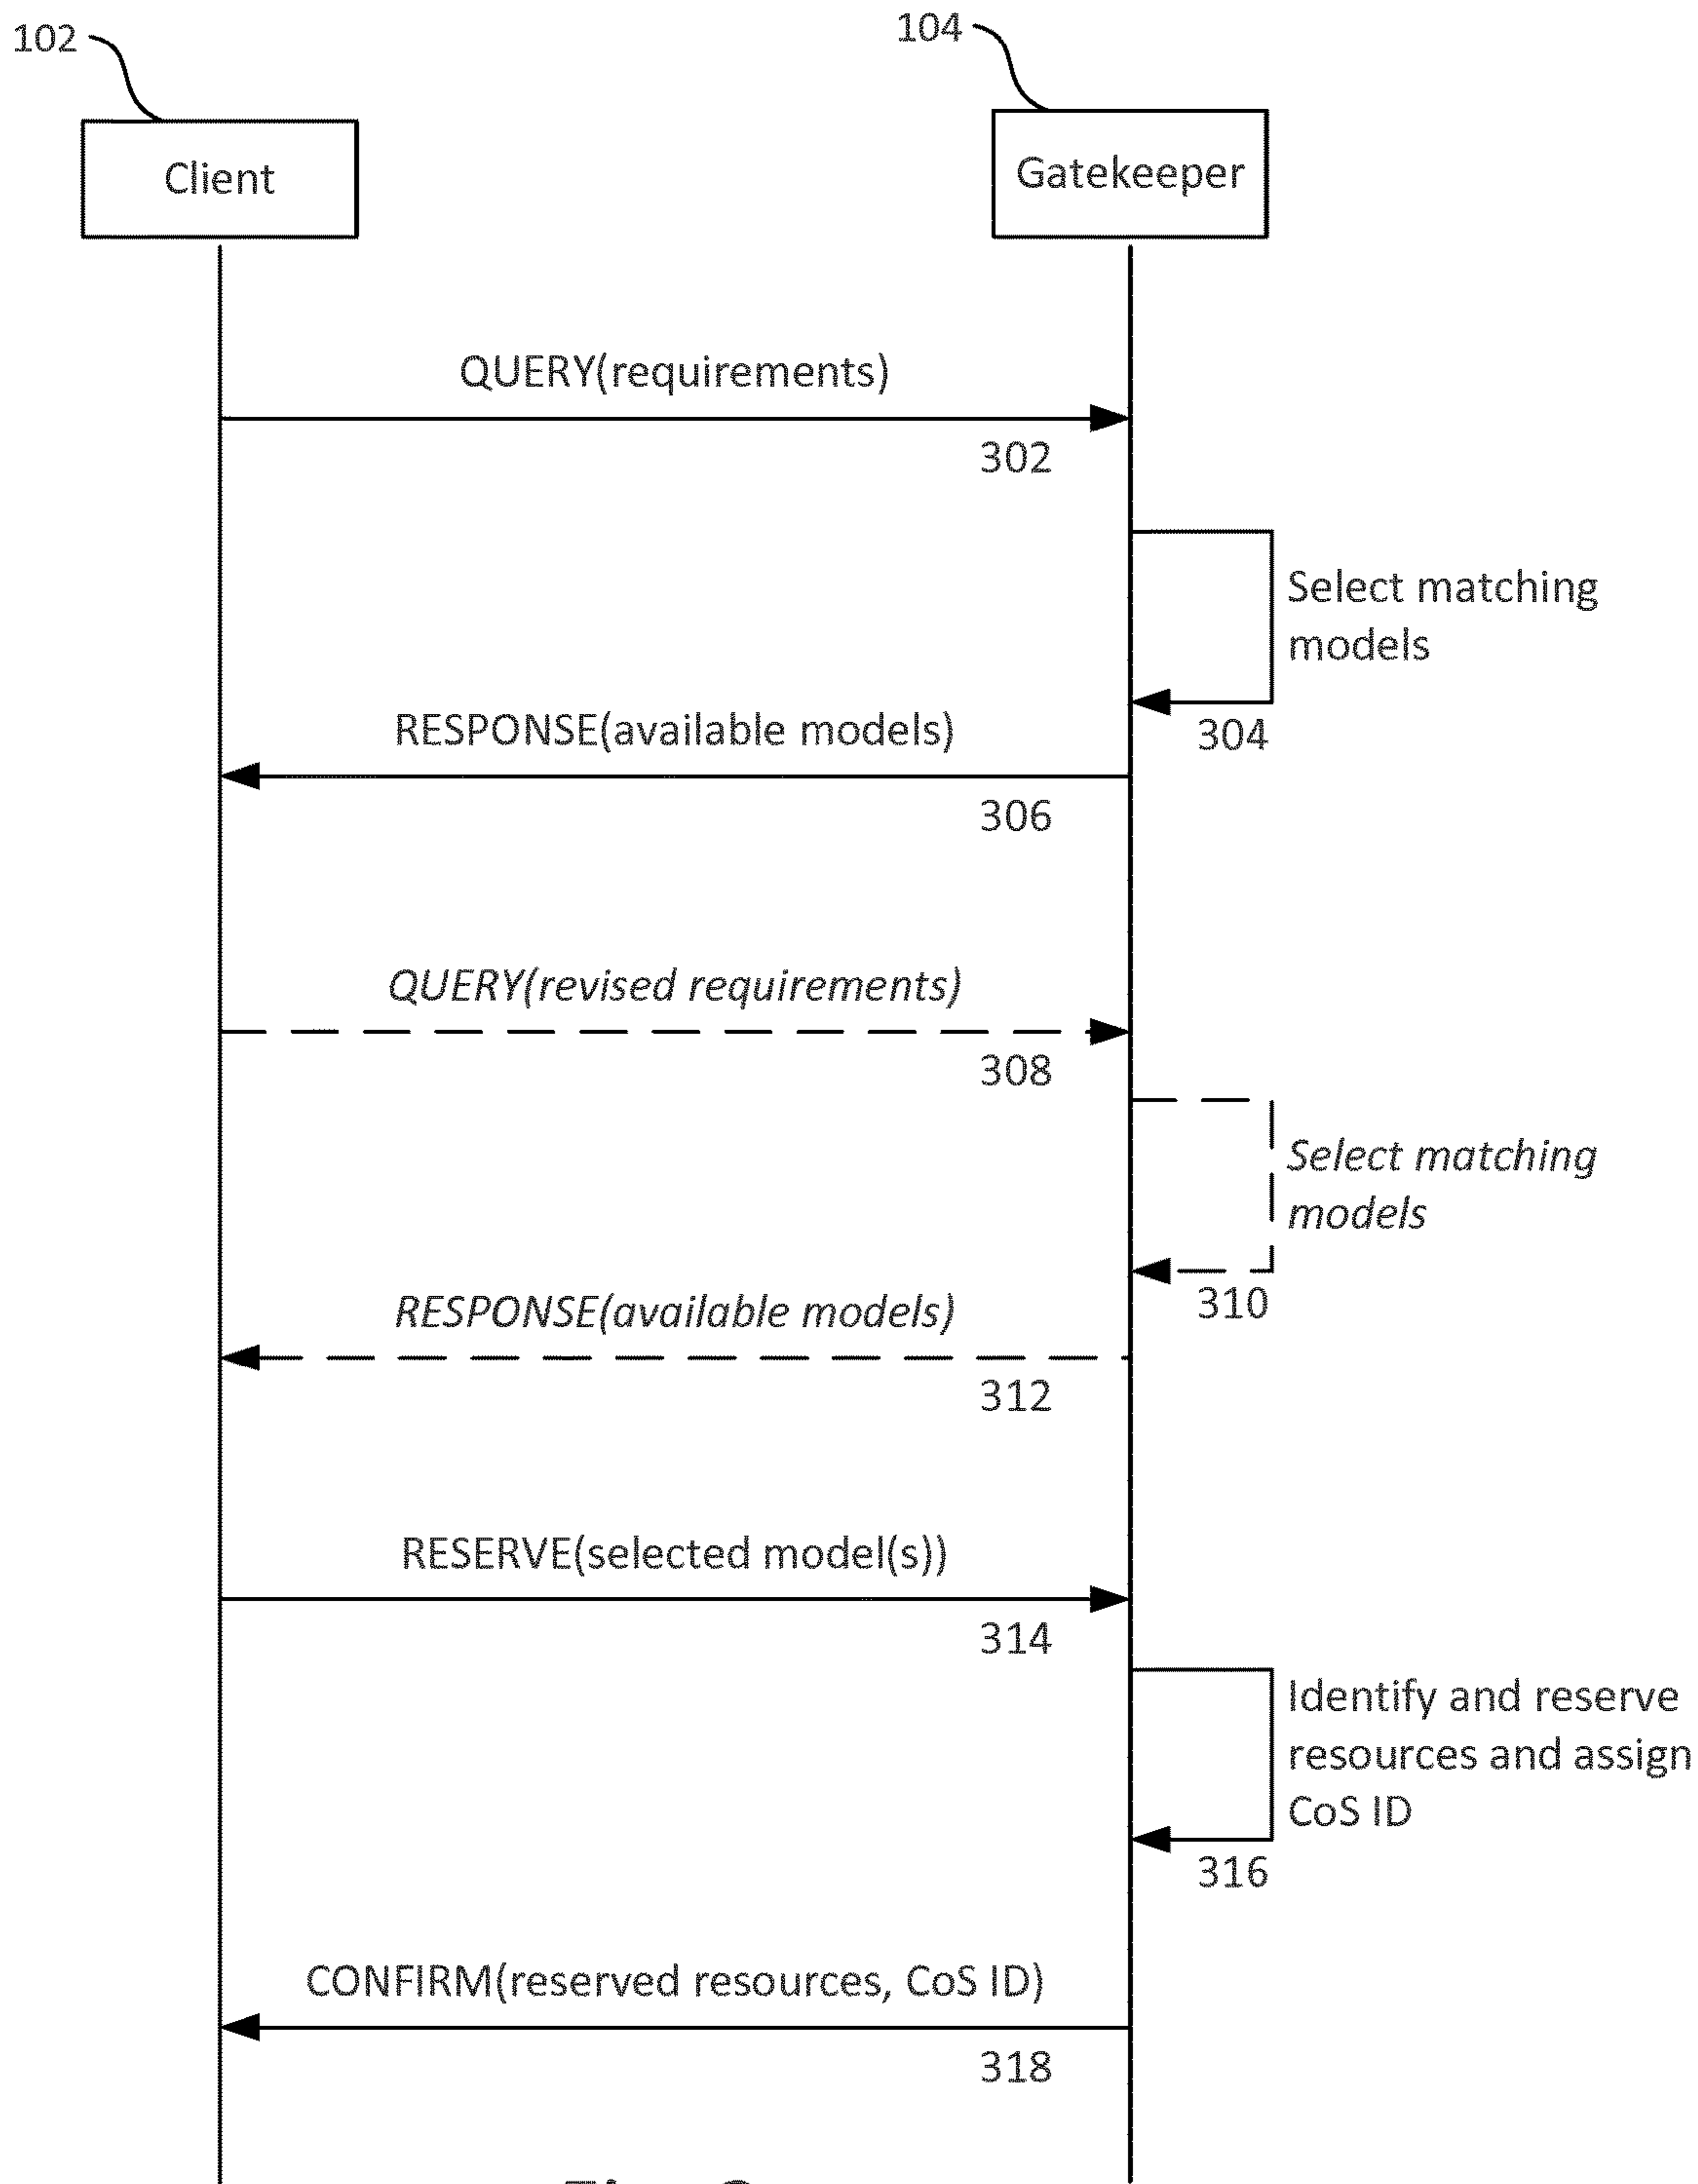 102
104
Client
Gatekeeper
QUERY(requirements)
302
Select matching
models
304
RESPONSE(available models)
306
QUERY(revised requirements)
308
Select matching
models
310
RESPONSE(available models)
312
RESERVE(selected model(s))
314
Identify and reserve
resources and assign
CoS ID
316
CONFIRM(reserved resources, CoS ID)
318